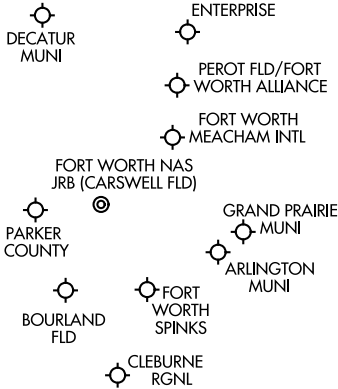 ENTERPRISE
DECATUR
MUNI
PEROT FLD/FORT
WORTH ALLIANCE
FORT WORTH
MEACHAM INTL
FORT WORTH NAS
JRB (CARSWELL FLD)
GRAND PRAIRIE
MUNI
PARKER
COUNTY
ARLINGTON
MUNI
FORT
WORTH
SPINKS
BOURLAND
FLD
CLEBURNE
RGNL